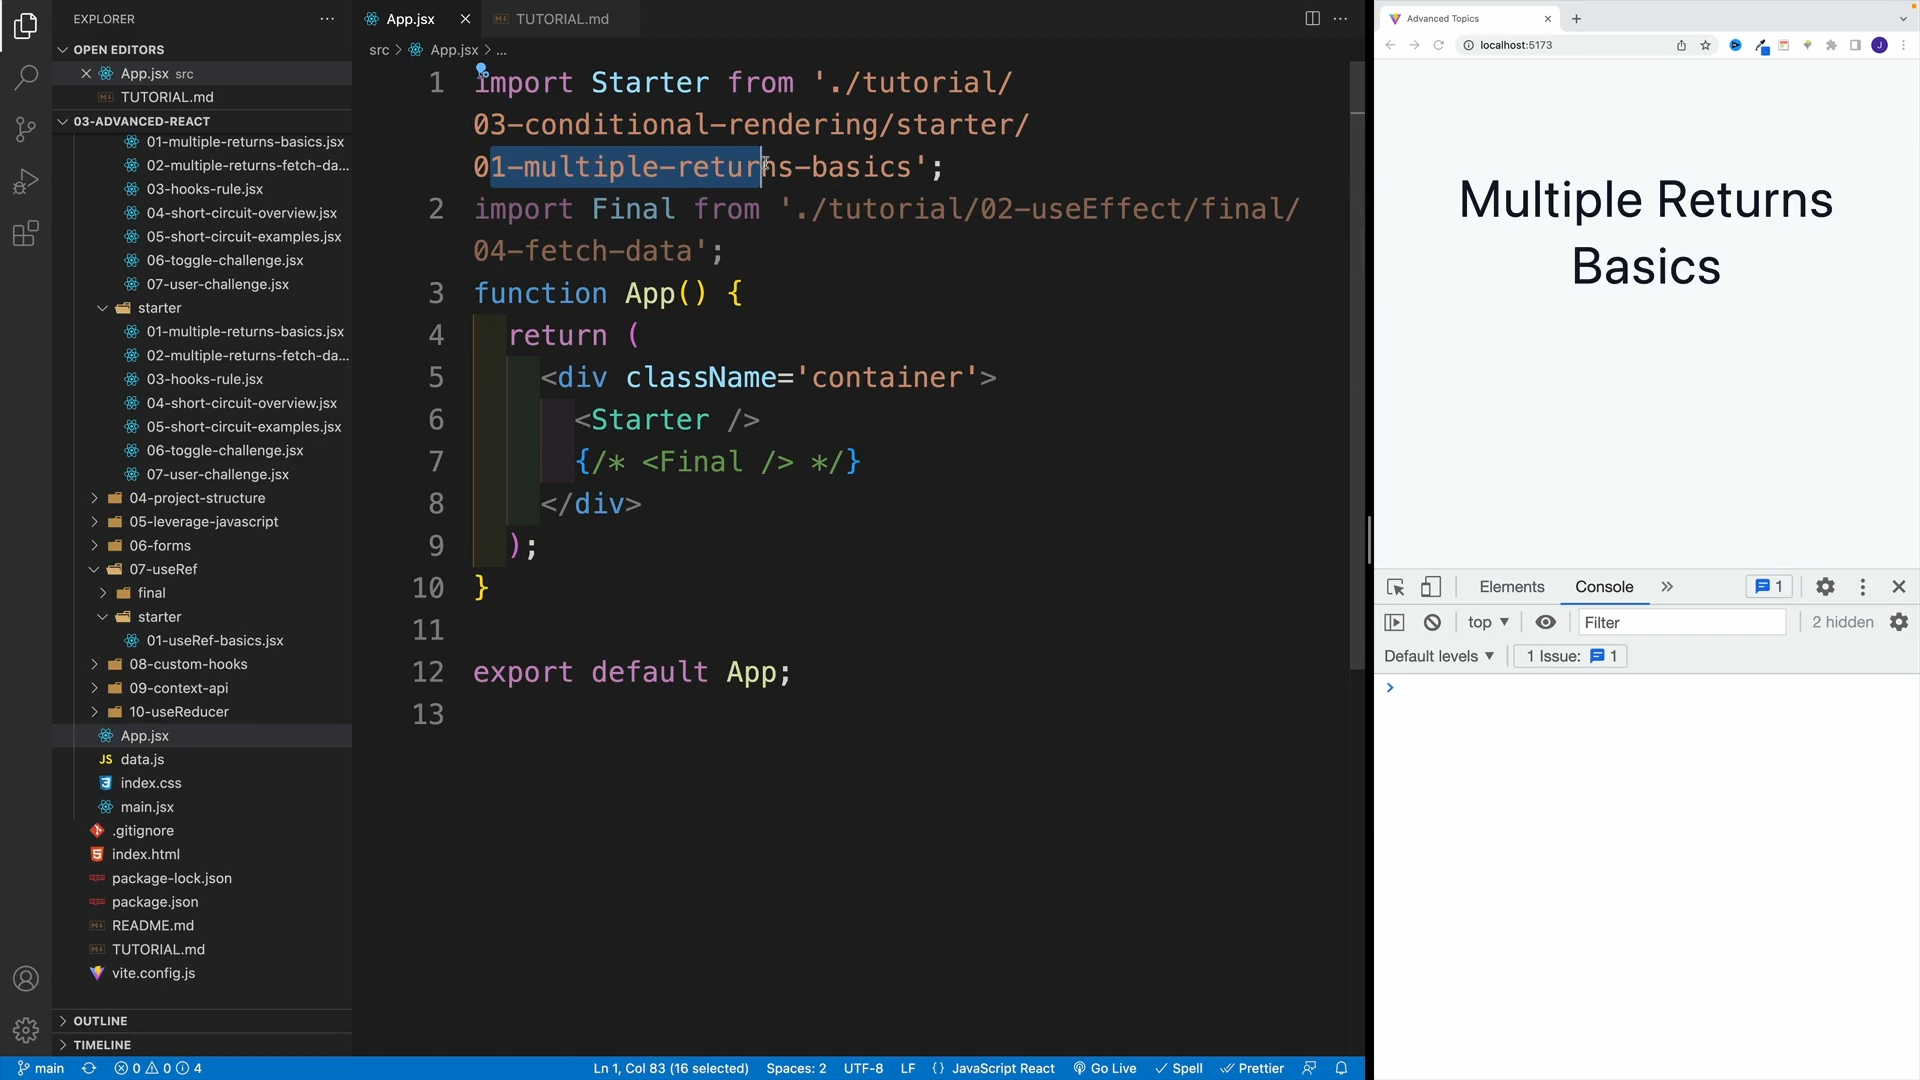 EXPLORER
OPEN EDITORS
App.jsx src
TUTORIAL.md
03-ADVANCED-REACT
01-multiple-returns-basics.jsx
02-multiple-returns-fetch-da...
03-hooks-rule.jsx
04-short-circuit-overview.jsx
05-short-circuit-examples.jsx
06-toggle-challenge.jsx
07-user-challenge.jsx
starter
01-multiple-returns-basics.jsx
02-multiple-returns-fetch-da...
03-hooks-rule.jsx
04-short-circuit-overview.jsx
05-short-circuit-examples.jsx
06-toggle-challenge.jsx
07-user-challenge.jsx
04-project-structure
05-leverage-javascript
06-forms
07-useRef
final
starter
01-useRef-basics.jsx
08-custom-hooks
09-context-api
10-useReducer
App.jsx
JS data.js
index.css
main.jsx
.gitignore
index.html
package-lock.json
package.json
README.md
TUTORIAL.md
vite.config.js
OUTLINE
TIMELINE
App.jsx
TUTORIAL.md
src > App.jsx > ...
1 import Starter from './tutorial/
03-conditional-rendering/starter/
01-multiple-returns-basics';
2 import Final from './tutorial/02-useEffect/final/
04-fetch-data';
3 function App() {
4 return (
5 <div className='container'>
6 <Starter />
7 {/* <Final /> */}
8 </div>
9 );
10 }
11
12 export default App;
13
main
0 0 4
Ln 1, Col 83 (16 selected)
Spaces: 2
UTF-8
LF
{} JavaScript React
Go Live
Spell
Prettier
Advanced Topics
localhost:5173
J
Multiple Returns
Basics
Elements
Console
1
top
Filter
2 hidden
Default levels
1 Issue: 1